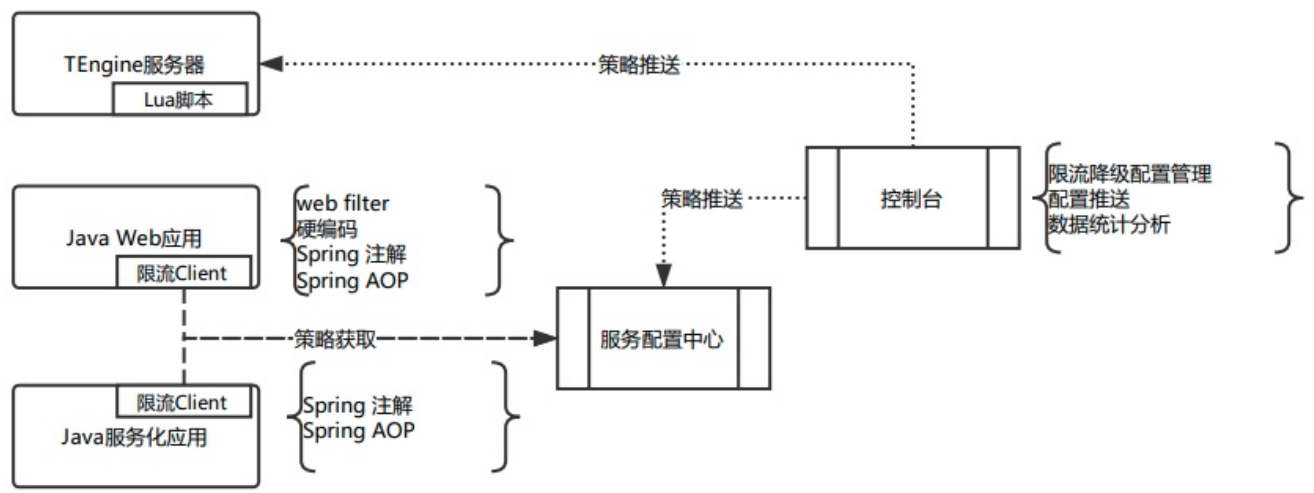 TEngine服务器
Lua脚本
策略推送
控制台
限流降级配置管理
配置推送
数据统计分析
策略推送
Java Web应用
限流Client
web filter
硬编码
Spring 注解
Spring AOP
策略获取
服务配置中心
限流Client
Java服务化应用
Spring 注解
Spring AOP